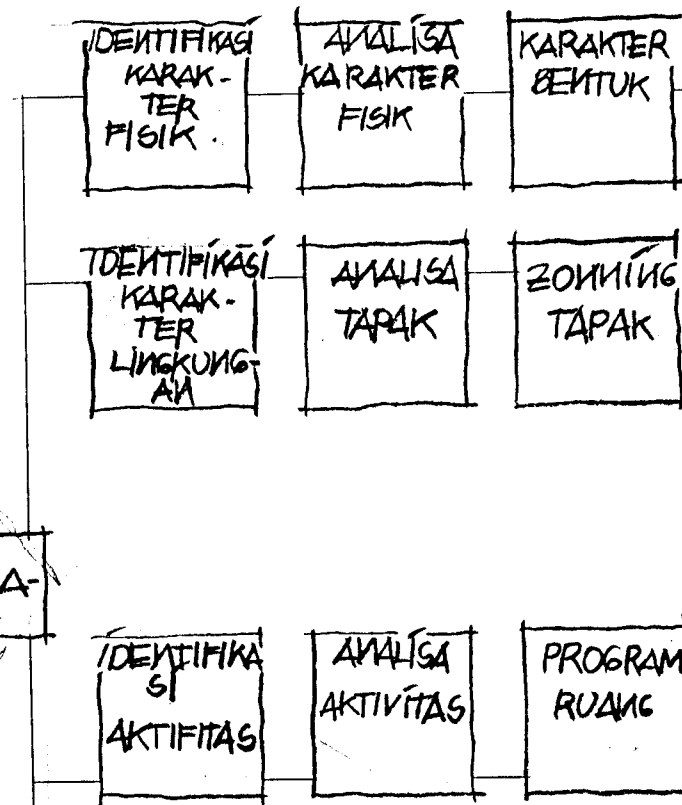 IDENTIFIKASI
KARAK-
TER
FISIK.
ANALISA
KARAKTER
FISIK
KARAKTER
BENTUK
IDENTIFIKASI
KARAK-
TER
LINGKUNG-
AN
ANALISA
TAPAK
ZONNING
TAPAK
A-
IDENTIFIKA
SI
AKTIFITAS
ANALISA
AKTIVITAS
PROGRAM
RUANG